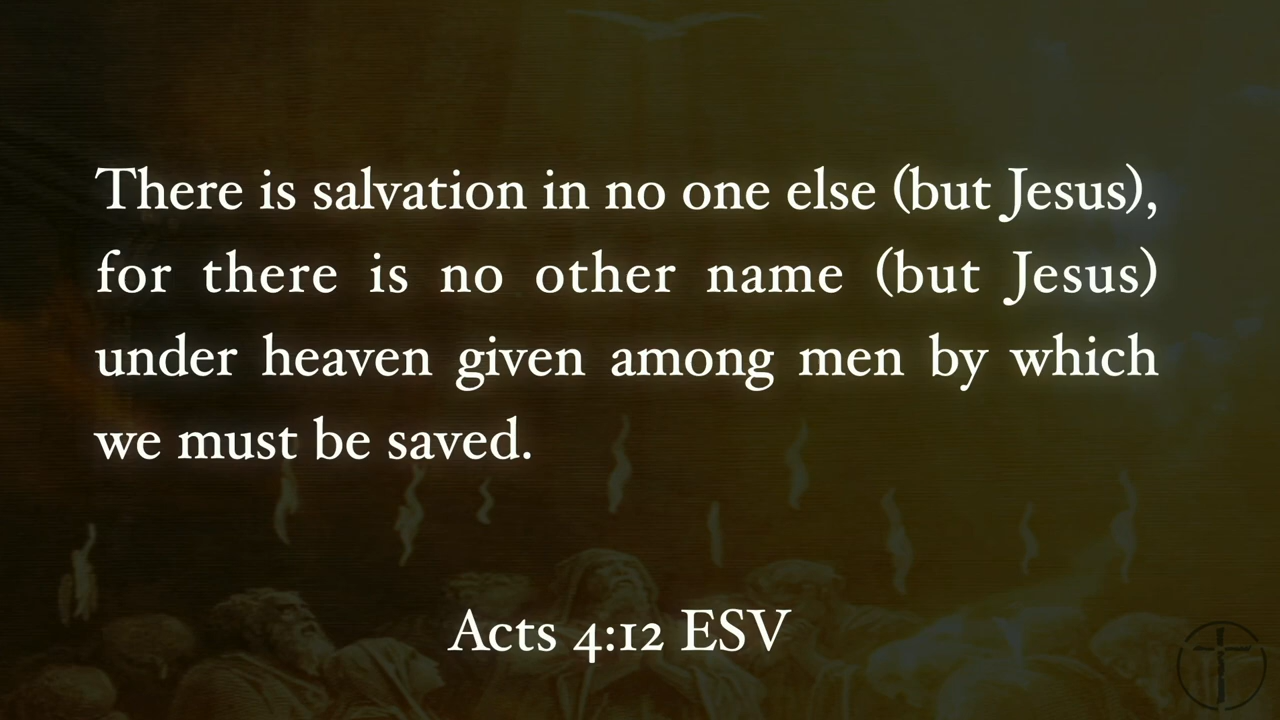 There is salvation in no one else (but Jesus),
for there is no other name (but Jesus)
under heaven given among men by which
we must be saved.
Acts 4:12 ESV